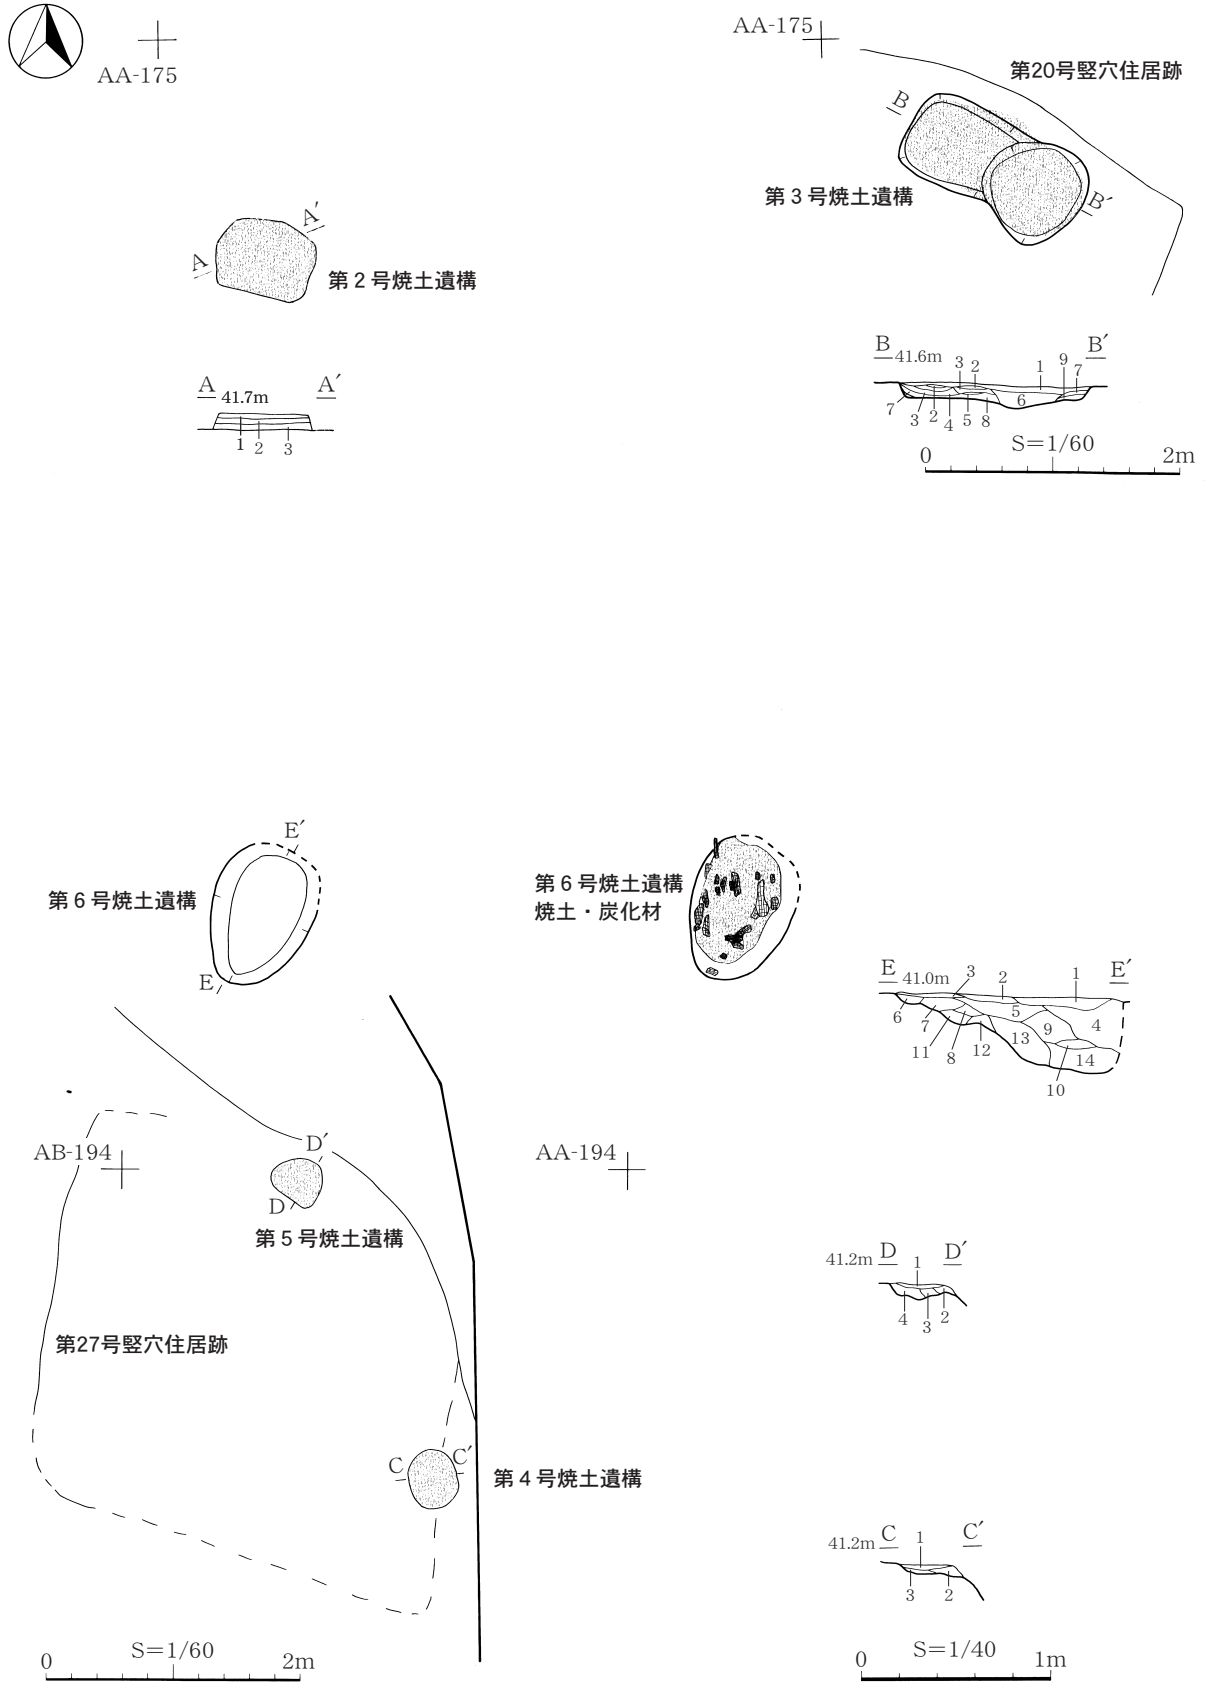 AA-175
AA-175
第20号竪穴住居跡
B
B′
第3号焼土遺構
A
A′
第2号焼土遺構
A 41.7m A′
1 2 3
B 41.6m B′
3 2 1 9 7
6
7 3 2 4 5 8
S=1/60
0 2m
E′
第6号焼土遺構
E
第6号焼土遺構
焼土・炭化材
E 41.0m E′
3 2 1
5
6 7 9 4
11 8 12 13 14
10
AB-194
D′
D
第5号焼土遺構
AA-194
41.2m D D′
1
4 3 2
第27号竪穴住居跡
C C′
第4号焼土遺構
41.2m C C′
1
3 2
S=1/60
0 2m
S=1/40
0 1m